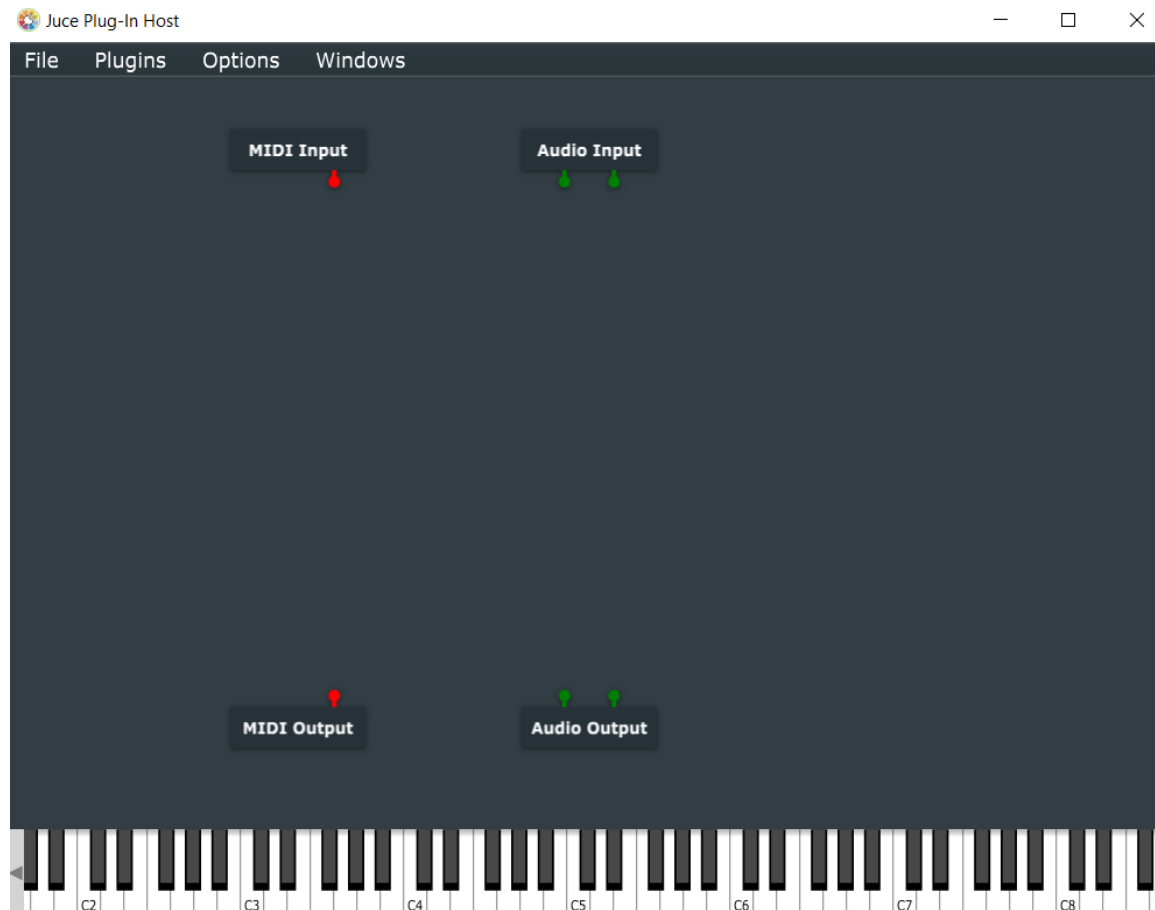 Juce Plug-In Host
File Plugins Options Windows
MIDI Input Audio Input
MIDI Output Audio Output
C2 C3 C4 C5 C6 C7 C8